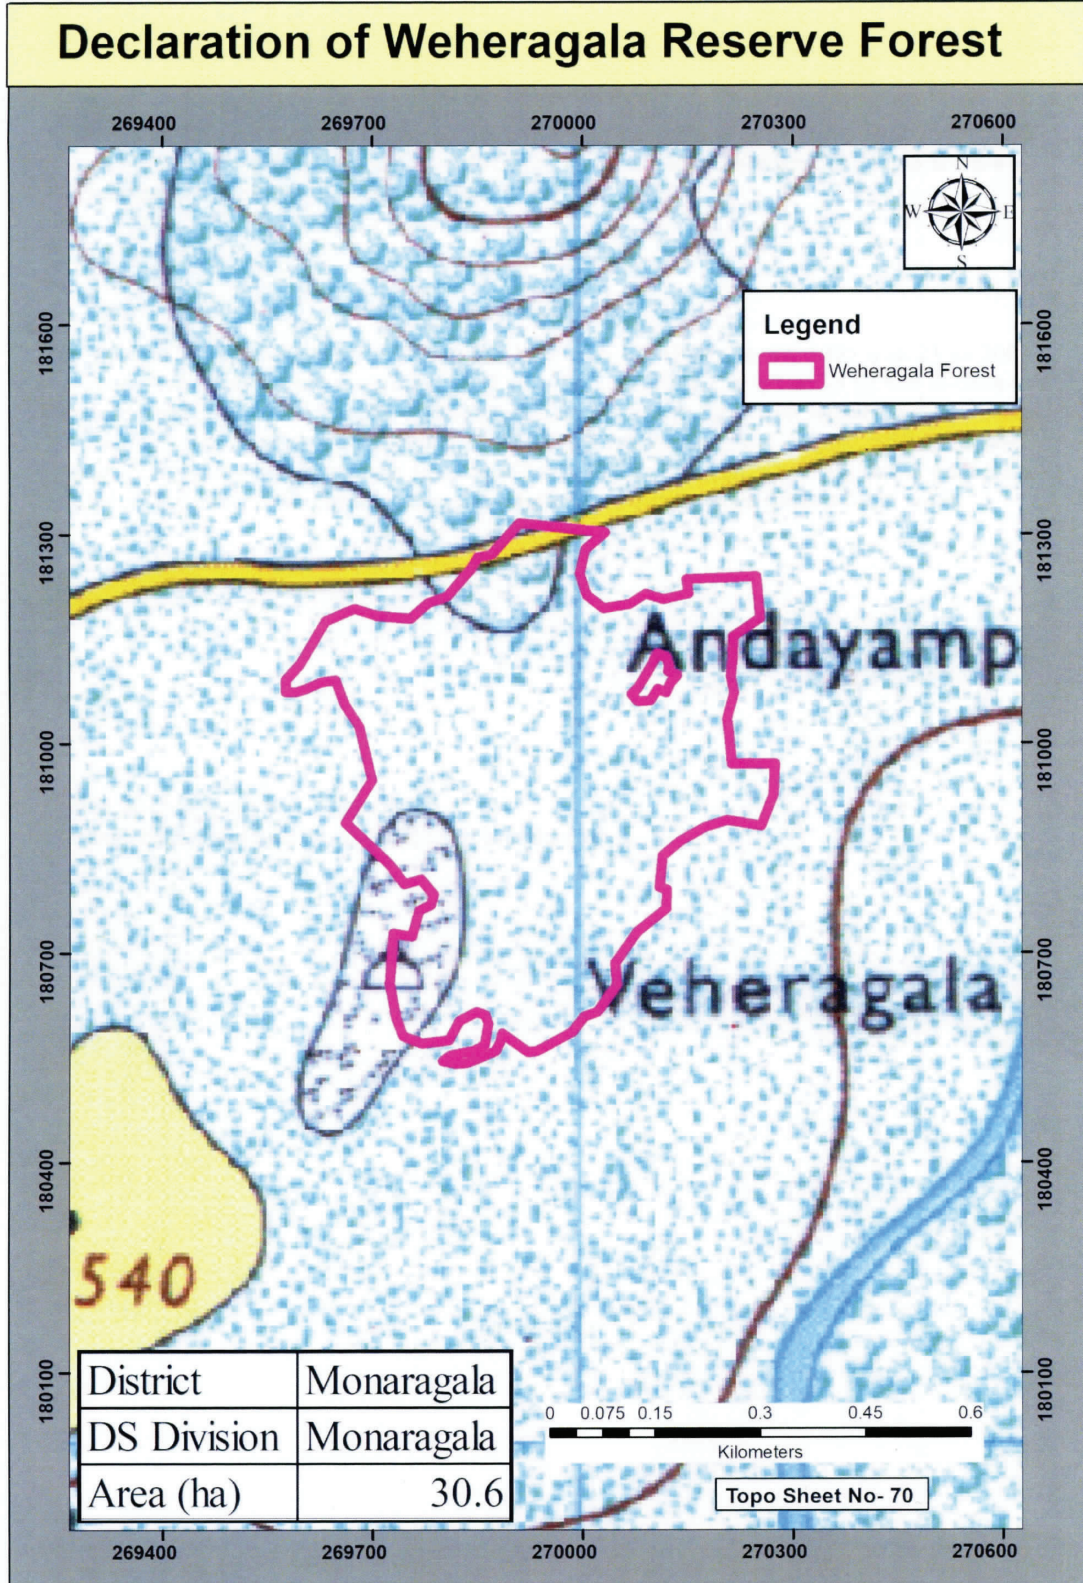 Declaration of Weheragala Reserve Forest
269400 269700 270000 270300 270600
N
W E
S
Legend
Weheragala Forest
181600 181600
181300 181300
Andayamp
181000 181000
180700 180700
Veheragala
180400 180400
540
180100 180100
District Monaragala
DS Division Monaragala
Area (ha) 30.6
0 0.075 0.15 0.3 0.45 0.6
Kilometers
Topo Sheet No- 70
269400 269700 270000 270300 270600